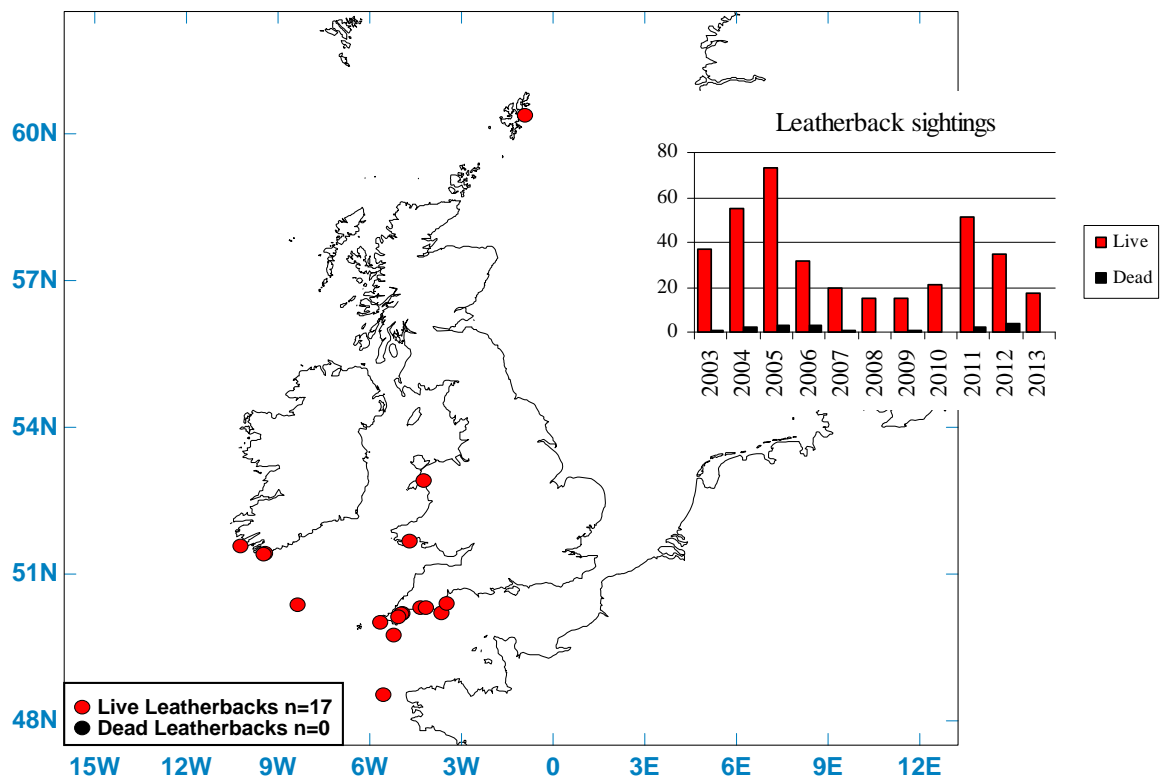 60N
57N
54N
51N
48N
Leatherback sightings
80
60
40
20
0
2003
2004
2005
2006
2007
2008
2009
2010
2011
2012
2013
Live
Dead
Live Leatherbacks n=17
Dead Leatherbacks n=0
15W 12W 9W 6W 3W 0 3E 6E 9E 12E